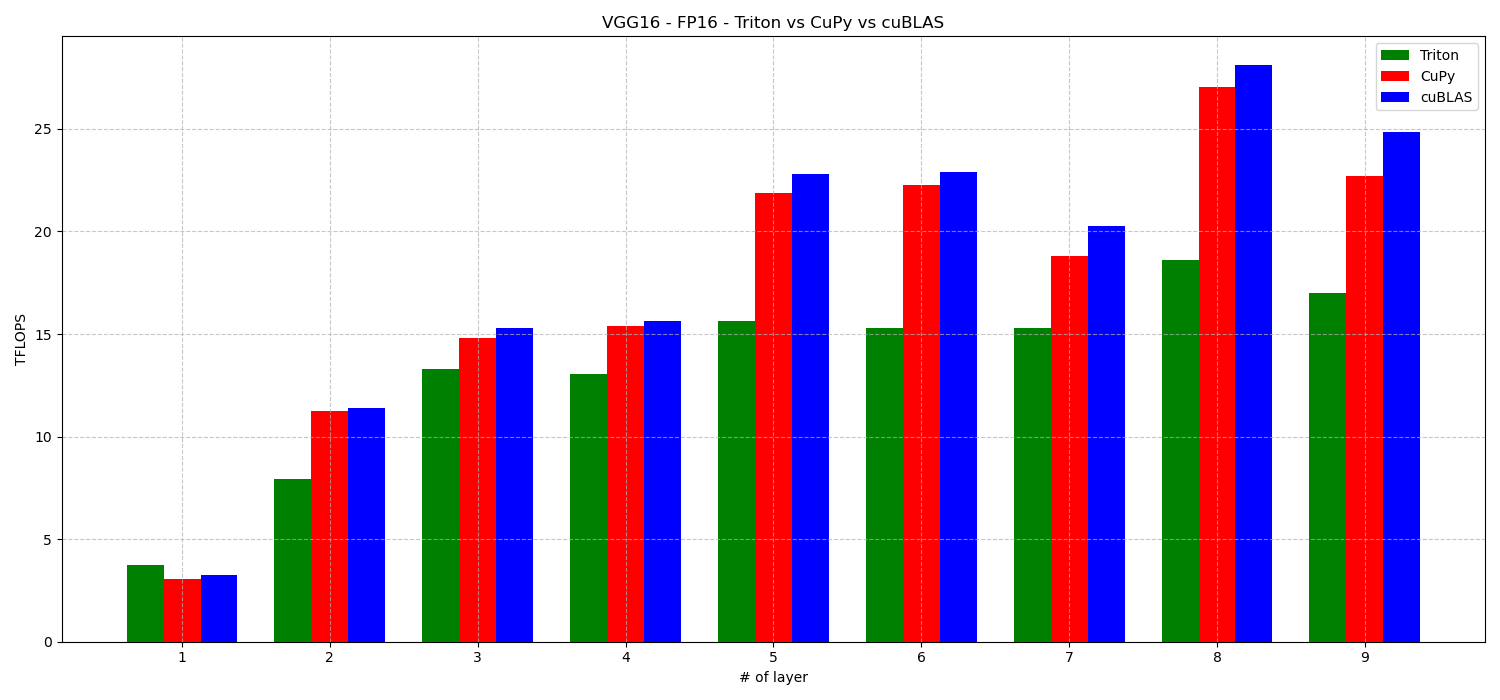 VGG16 - FP16 - Triton vs CuPy vs cuBLAS
Triton
CuPy
cuBLAS
TFLOPS
25
20
15
10
5
0
1 2 3 4 5 6 7 8 9
# of layer